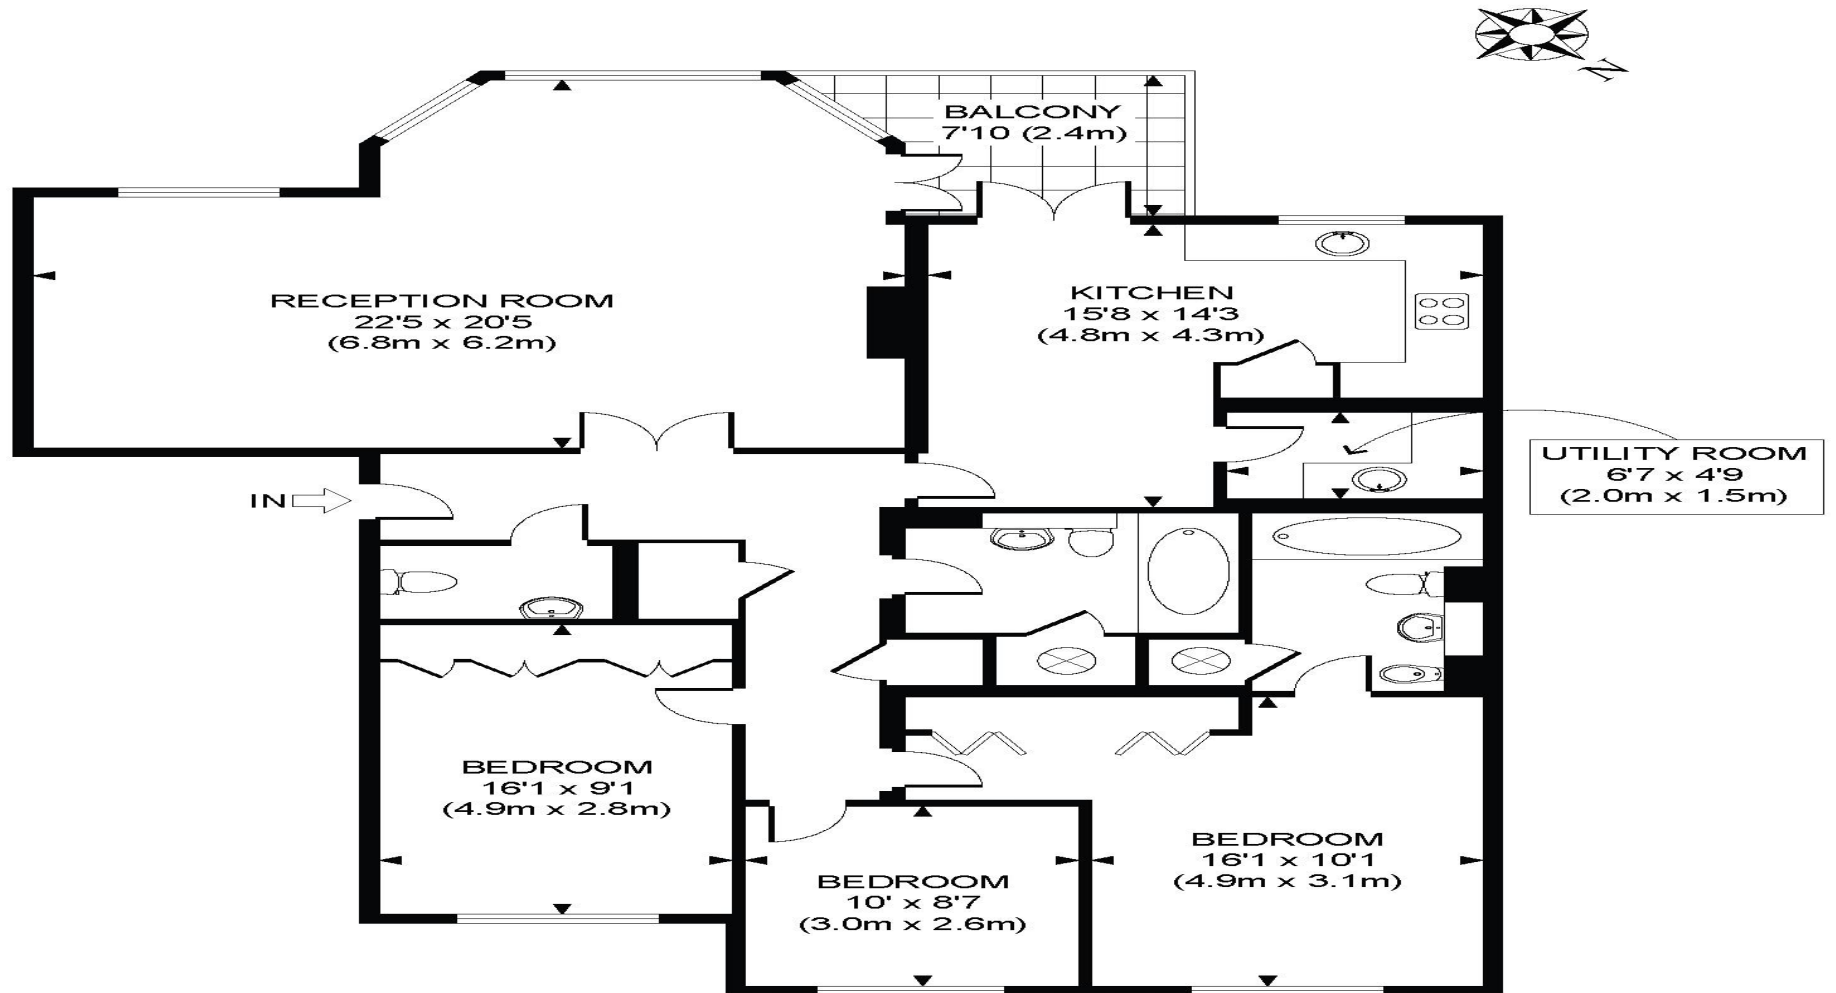 N
BALCONY
7'10 (2.4m)
RECEPTION ROOM
22'5 x 20'5
(6.8m x 6.2m)
KITCHEN
15'8 x 14'3
(4.8m x 4.3m)
UTILITY ROOM
6'7 x 4'9
(2.0m x 1.5m)
IN
BEDROOM
16'1 x 9'1
(4.9m x 2.8m)
BEDROOM
10' x 8'7
(3.0m x 2.6m)
BEDROOM
16'1 x 10'1
(4.9m x 3.1m)